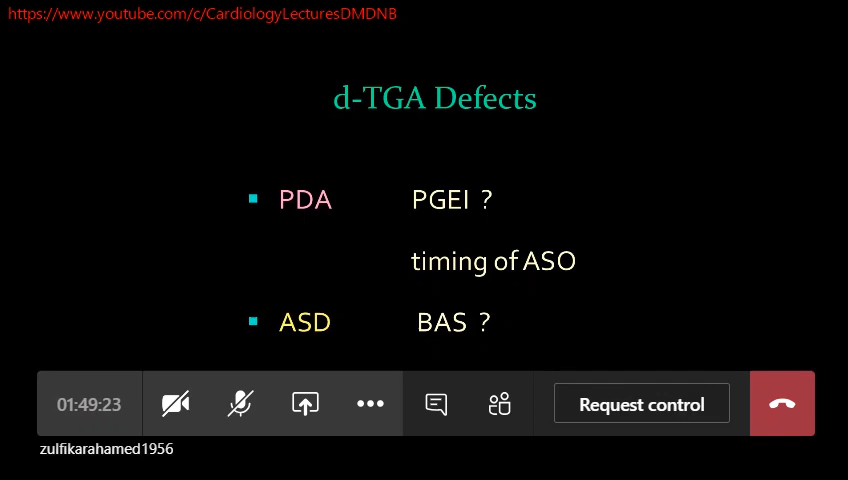 https://www.youtube.com/c/CardiologyLecturesDMDNB
d-TGA Defects
PDA PGEI ?
timing of ASO
ASD BAS ?
01:49:23 Request control
zulfikarahamed1956